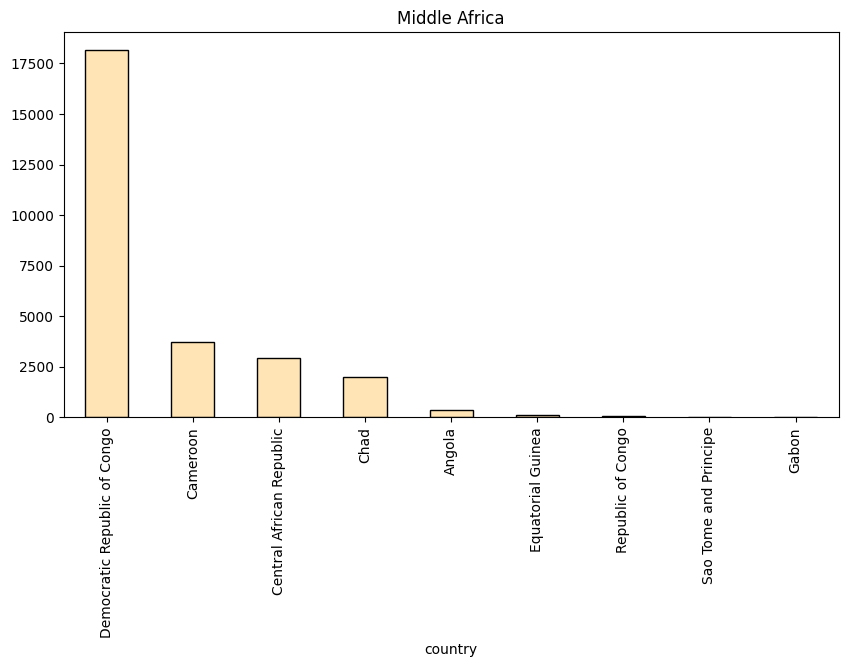 Middle Africa
17500
15000
12500
10000
7500
5000
2500
0
Democratic Republic of Congo
Cameroon
Central African Republic
Chad
Angola
Equatorial Guinea
Republic of Congo
Sao Tome and Principe
Gabon
country